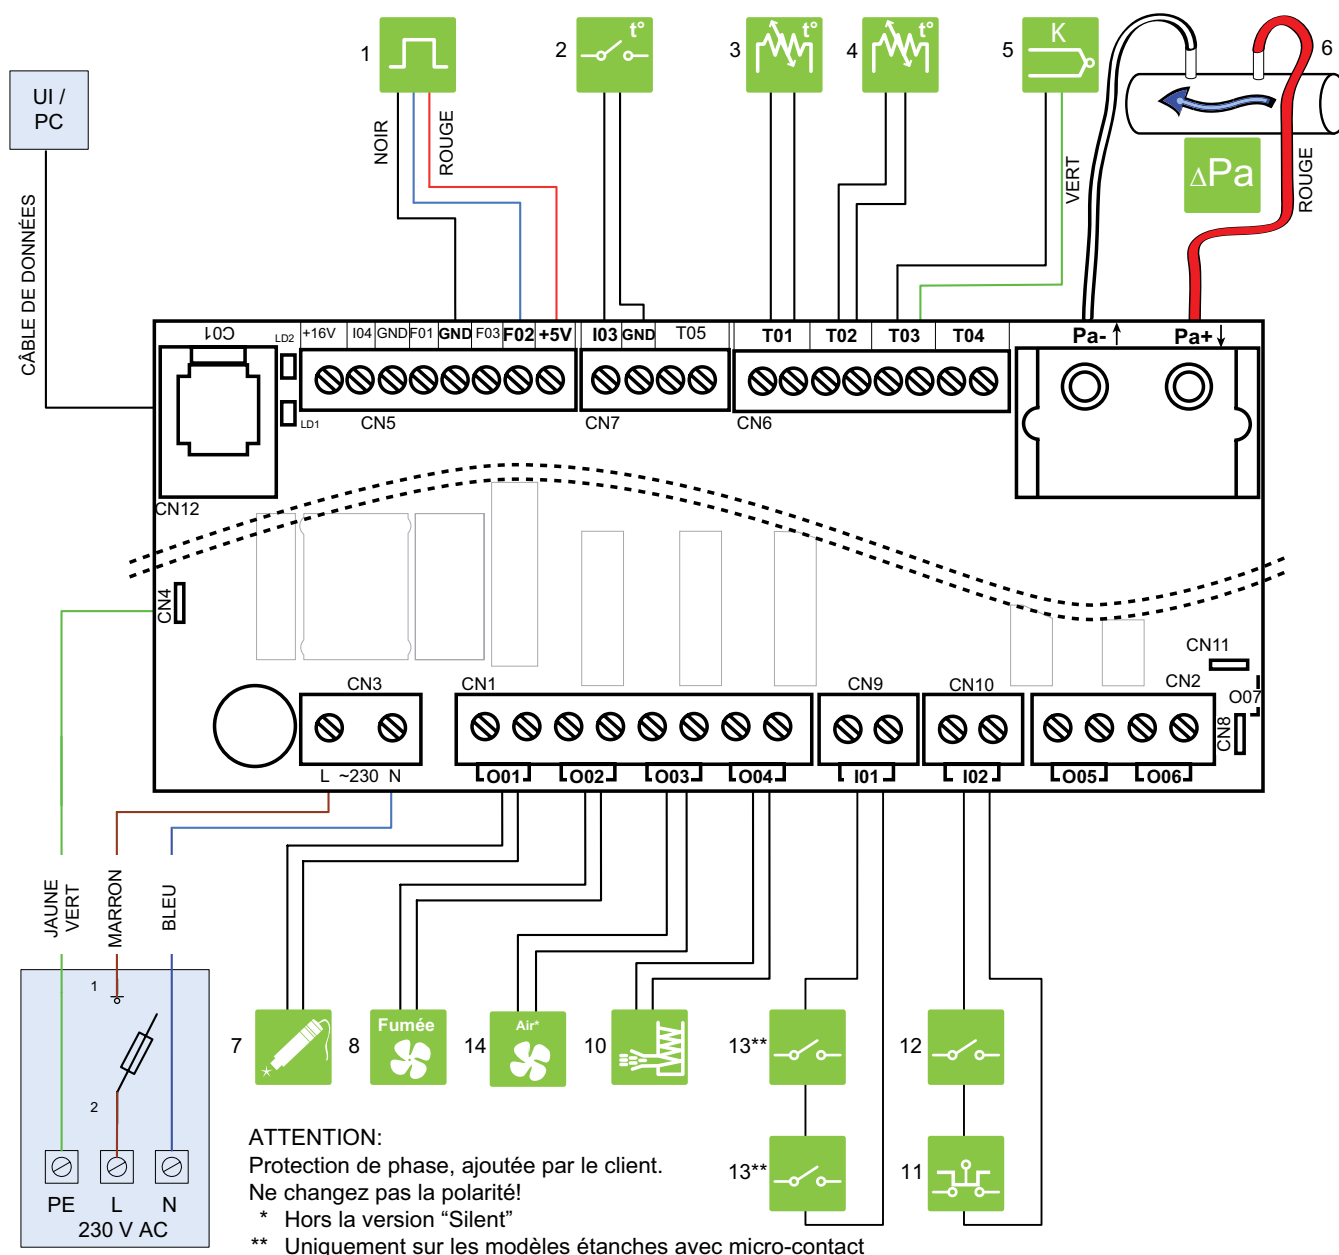 1
2
t°
3
t°
4
t°
5
K
6
UI /
PC
NOIR
ROUGE
VERT
ΔPa
ROUGE
CÂBLE DE DONNÉES
C01
LD2
+16V
I04
GND
F01
GND
F03
F02
+5V
I03
GND
T05
T01
T02
T03
T04
Pa-
Pa+
LD1
CN5
CN7
CN6
CN12
CN4
CN11
CN3
CN1
CN9
CN10
CN2
O07
CN8
L ~230 N
O01
O02
O03
O04
I01
I02
O05
O06
JAUNE
VERT
MARRON
BLEU
1
2
PE
L
N
230 V AC
7
8
Fumée
14
Air*
10
13**
12
13**
11
ATTENTION:
Protection de phase, ajoutée par le client.
Ne changez pas la polarité!
* Hors la version “Silent”
** Uniquement sur les modèles étanches avec micro-contact